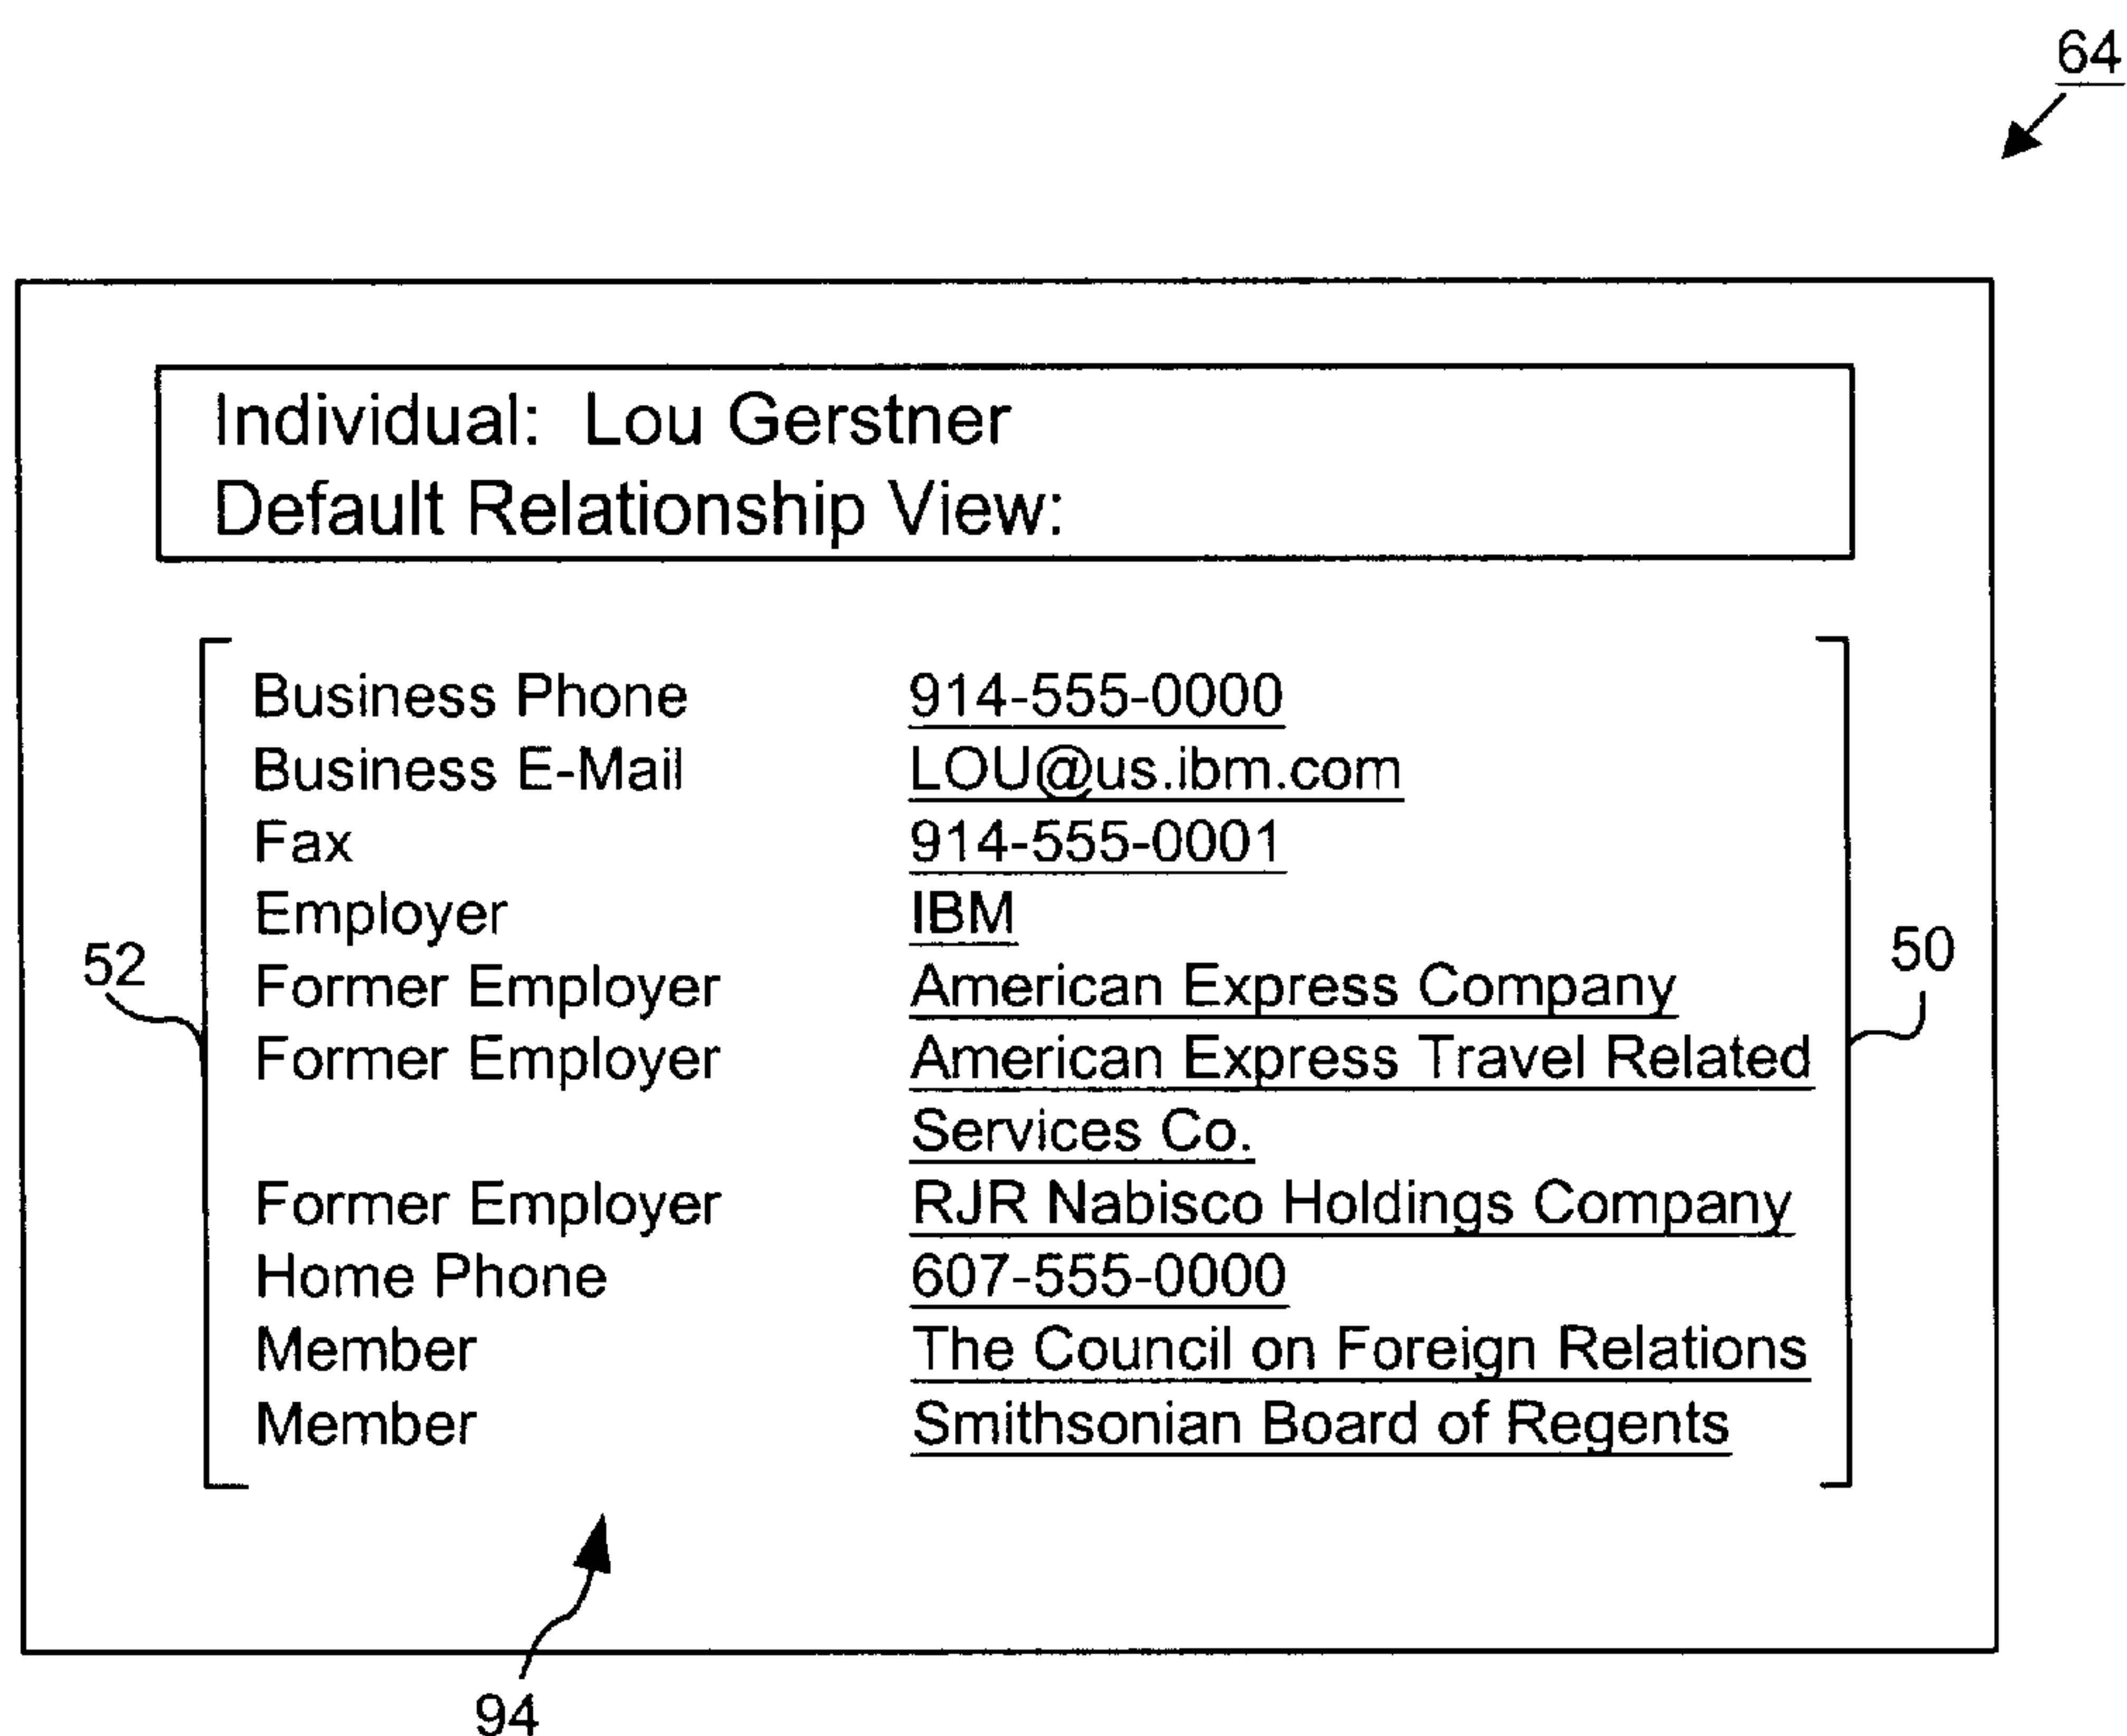 64
Individual: Lou Gerstner
Default Relationship View:
Business Phone 914-555-0000
Business E-Mail LOU@us.ibm.com
Fax 914-555-0001
Employer IBM
52
50
Former Employer American Express Company
Former Employer American Express Travel Related
Services Co.
Former Employer RJR Nabisco Holdings Company
Home Phone 607-555-0000
Member The Council on Foreign Relations
Member Smithsonian Board of Regents
94